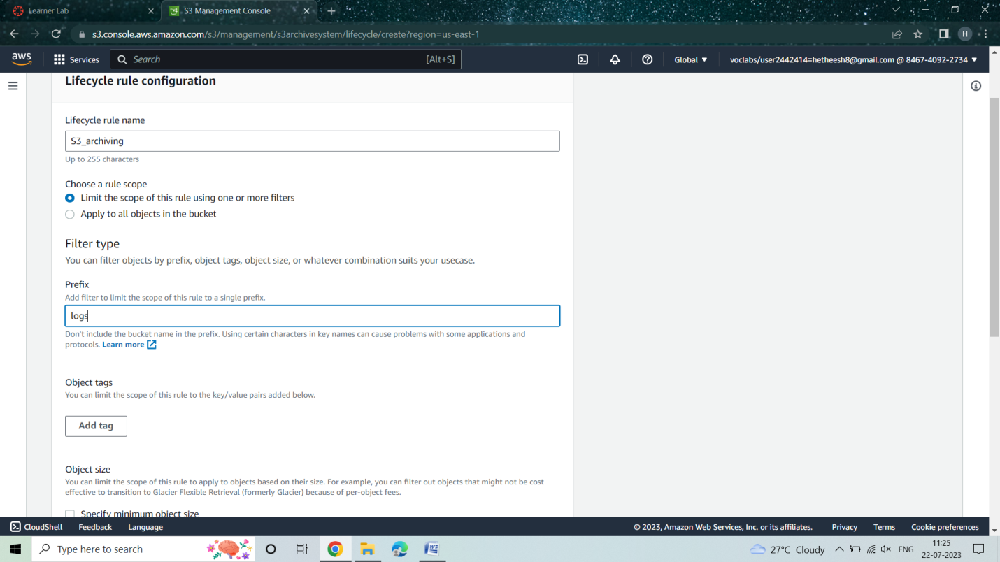 Learner Lab
S3 Management Console
s3.console.aws.amazon.com/s3/management/s3archivesystem/lifecycle/create?region=us-east-1
H
aws
Services
Search
[Alt+S]
Global
voclabs/user2442414=hetheesh8@gmail.com @ 8467-4092-2734
Lifecycle rule configuration
Lifecycle rule name
S3_archiving
Up to 255 characters
Choose a rule scope
Limit the scope of this rule using one or more filters
Apply to all objects in the bucket
Filter type
You can filter objects by prefix, object tags, object size, or whatever combination suits your usecase.
Prefix
Add filter to limit the scope of this rule to a single prefix.
logs
Don't include the bucket name in the prefix. Using certain characters in key names can cause problems with some applications and
protocols. Learn more
Object tags
You can limit the scope of this rule to the key/value pairs added below.
Add tag
Object size
You can limit the scope of this rule to apply to objects based on their size. For example, you can filter out objects that might not be cost
effective to transition to Glacier Flexible Retrieval (formerly Glacier) because of per-object fees.
Specify minimum object size
CloudShell
Feedback
Language
© 2023, Amazon Web Services, Inc. or its affiliates.
Privacy
Terms
Cookie preferences
Type here to search
27°C Cloudy
ENG
11:25
22-07-2023